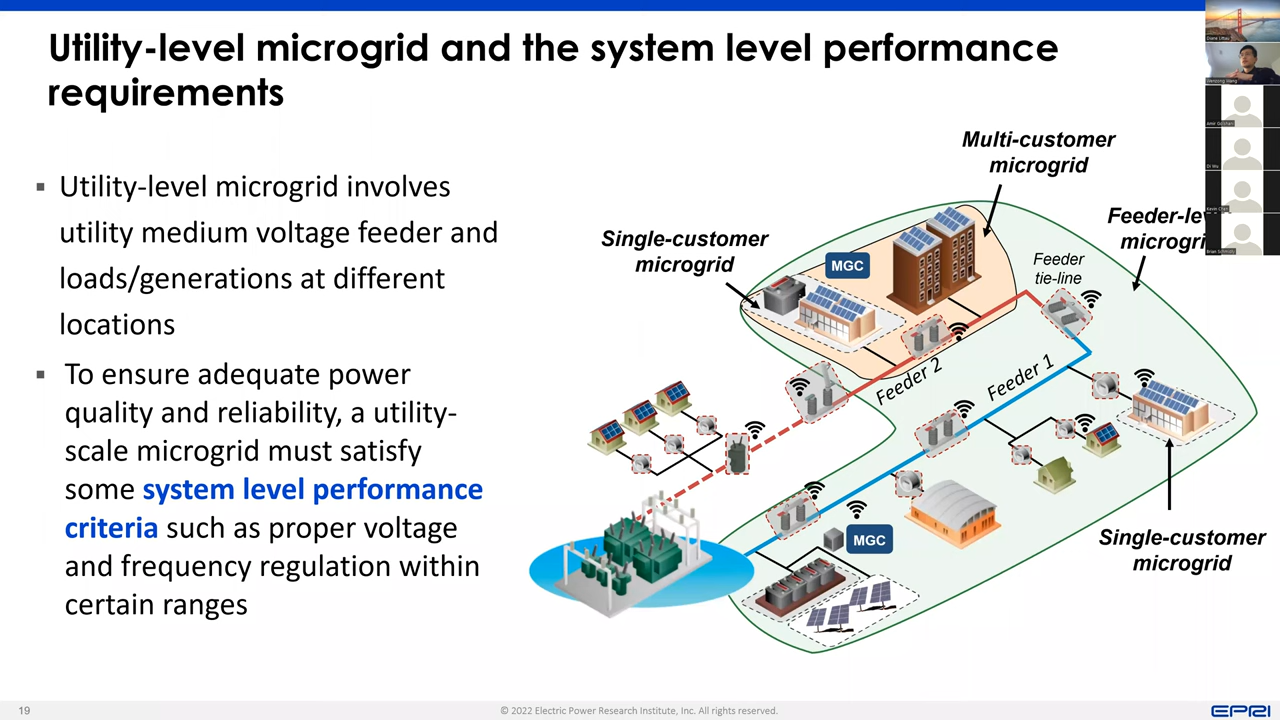 Utility-level microgrid and the system level performance
requirements
▪ Utility-level microgrid involves
utility medium voltage feeder and
loads/generations at different
locations
▪ To ensure adequate power
quality and reliability, a utility-
scale microgrid must satisfy
some system level performance
criteria such as proper voltage
and frequency regulation within
certain ranges
Multi-customer
microgrid
Single-customer
microgrid
MGC
Feeder-le
microgri
Feeder
tie-line
Feeder 2
Feeder 1
MGC
Single-customer
microgrid
19
© 2022 Electric Power Research Institute, Inc. All rights reserved.
EPRI